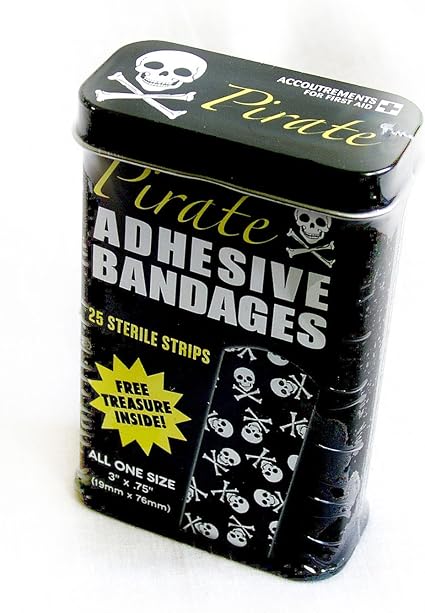 ACCOUTREMENTS
FOR FIRST AID
Pirate
Pirate
ADHESIVE
BANDAGES
25 STERILE STRIPS
FREE
TREASURE
INSIDE!
ALL ONE SIZE
3" x .75"
(19mm x 76mm)